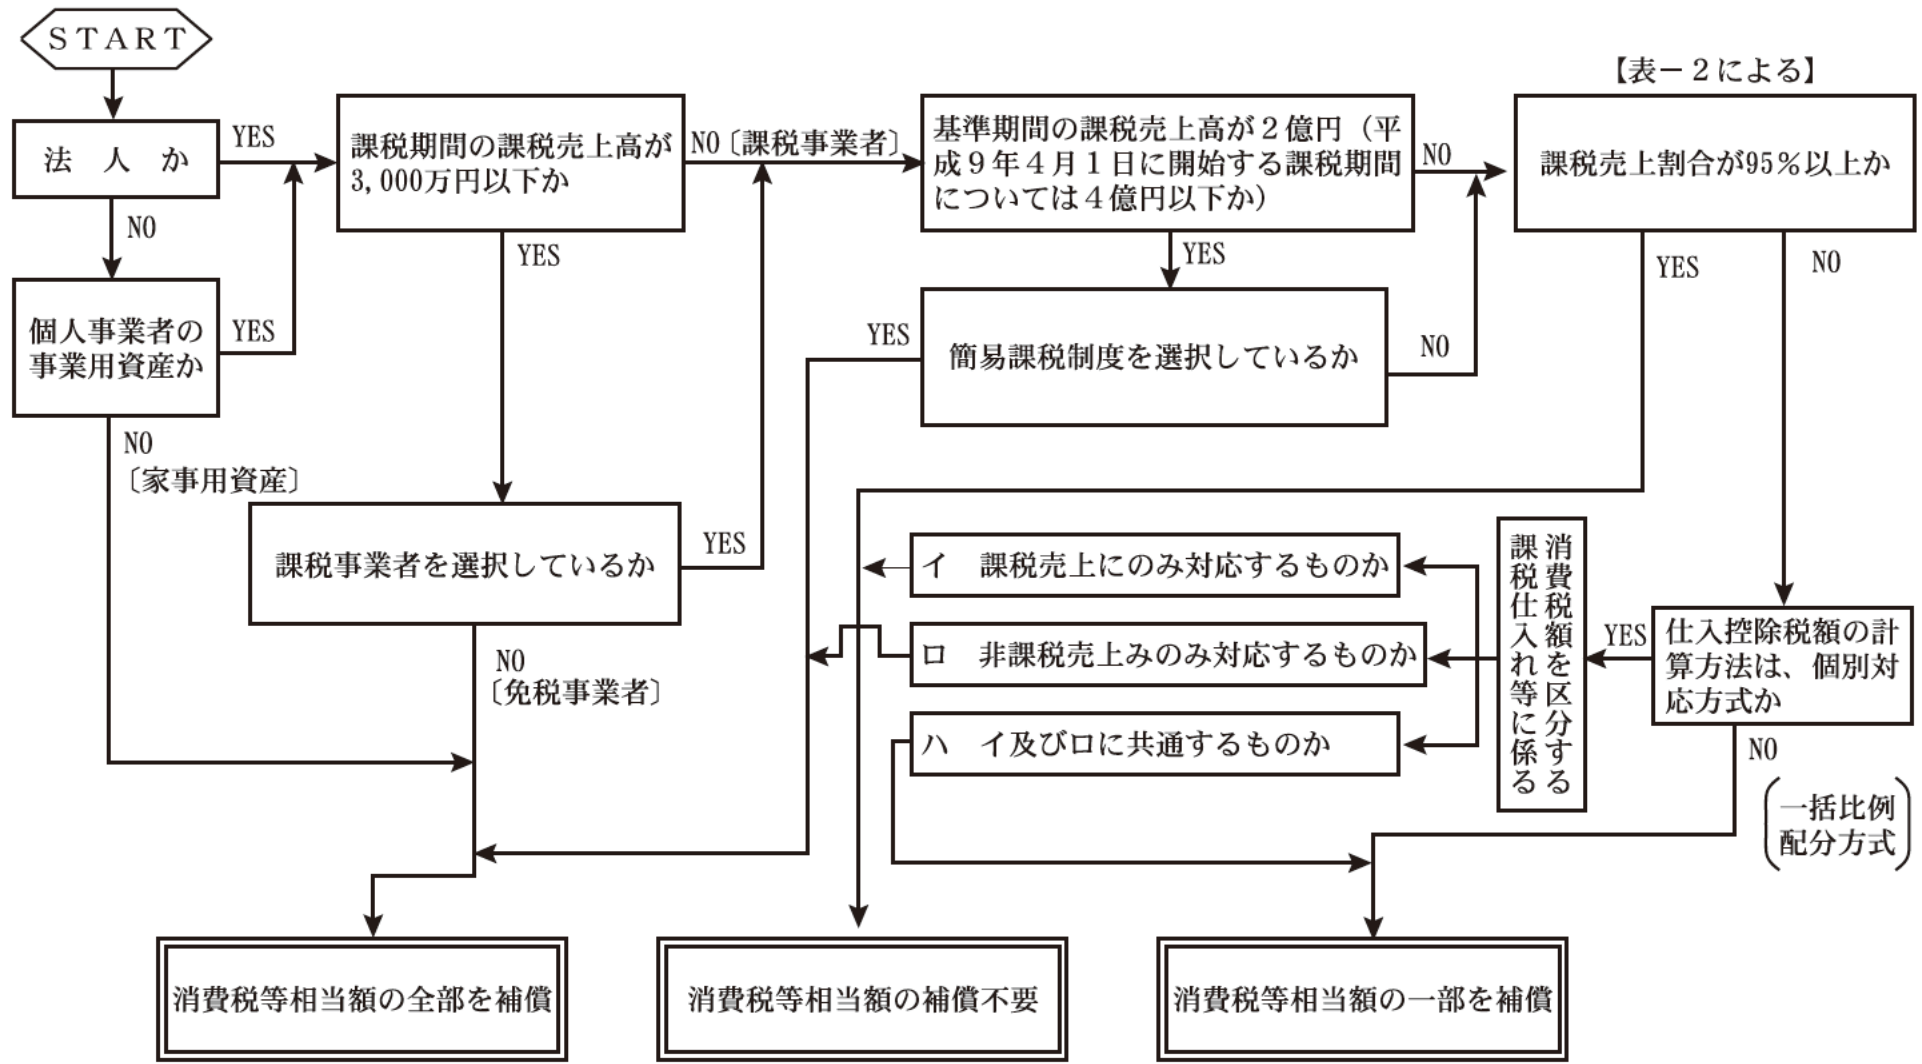 START
法　人　か
YES
NO
個人事業者の
事業用資産か
YES
NO
〔家事用資産〕
課税期間の課税売上高が
3,000万円以下か
NO〔課税事業者〕
YES
課税事業者を選択しているか
YES
NO
〔免税事業者〕
基準期間の課税売上高が２億円（平
成９年４月１日に開始する課税期間
については４億円以下か）
NO
YES
簡易課税制度を選択しているか
YES
NO
【表－２による】
課税売上割合が95％以上か
YES
NO
仕入控除税額の計
算方法は、個別対
応方式か
YES
NO
一括比例
配分方式
消費税額を区分する
課税仕入れ等に係る
イ　課税売上にのみ対応するものか
ロ　非課税売上みのみ対応するものか
ハ　イ及びロに共通するものか
消費税等相当額の全部を補償
消費税等相当額の補償不要
消費税等相当額の一部を補償